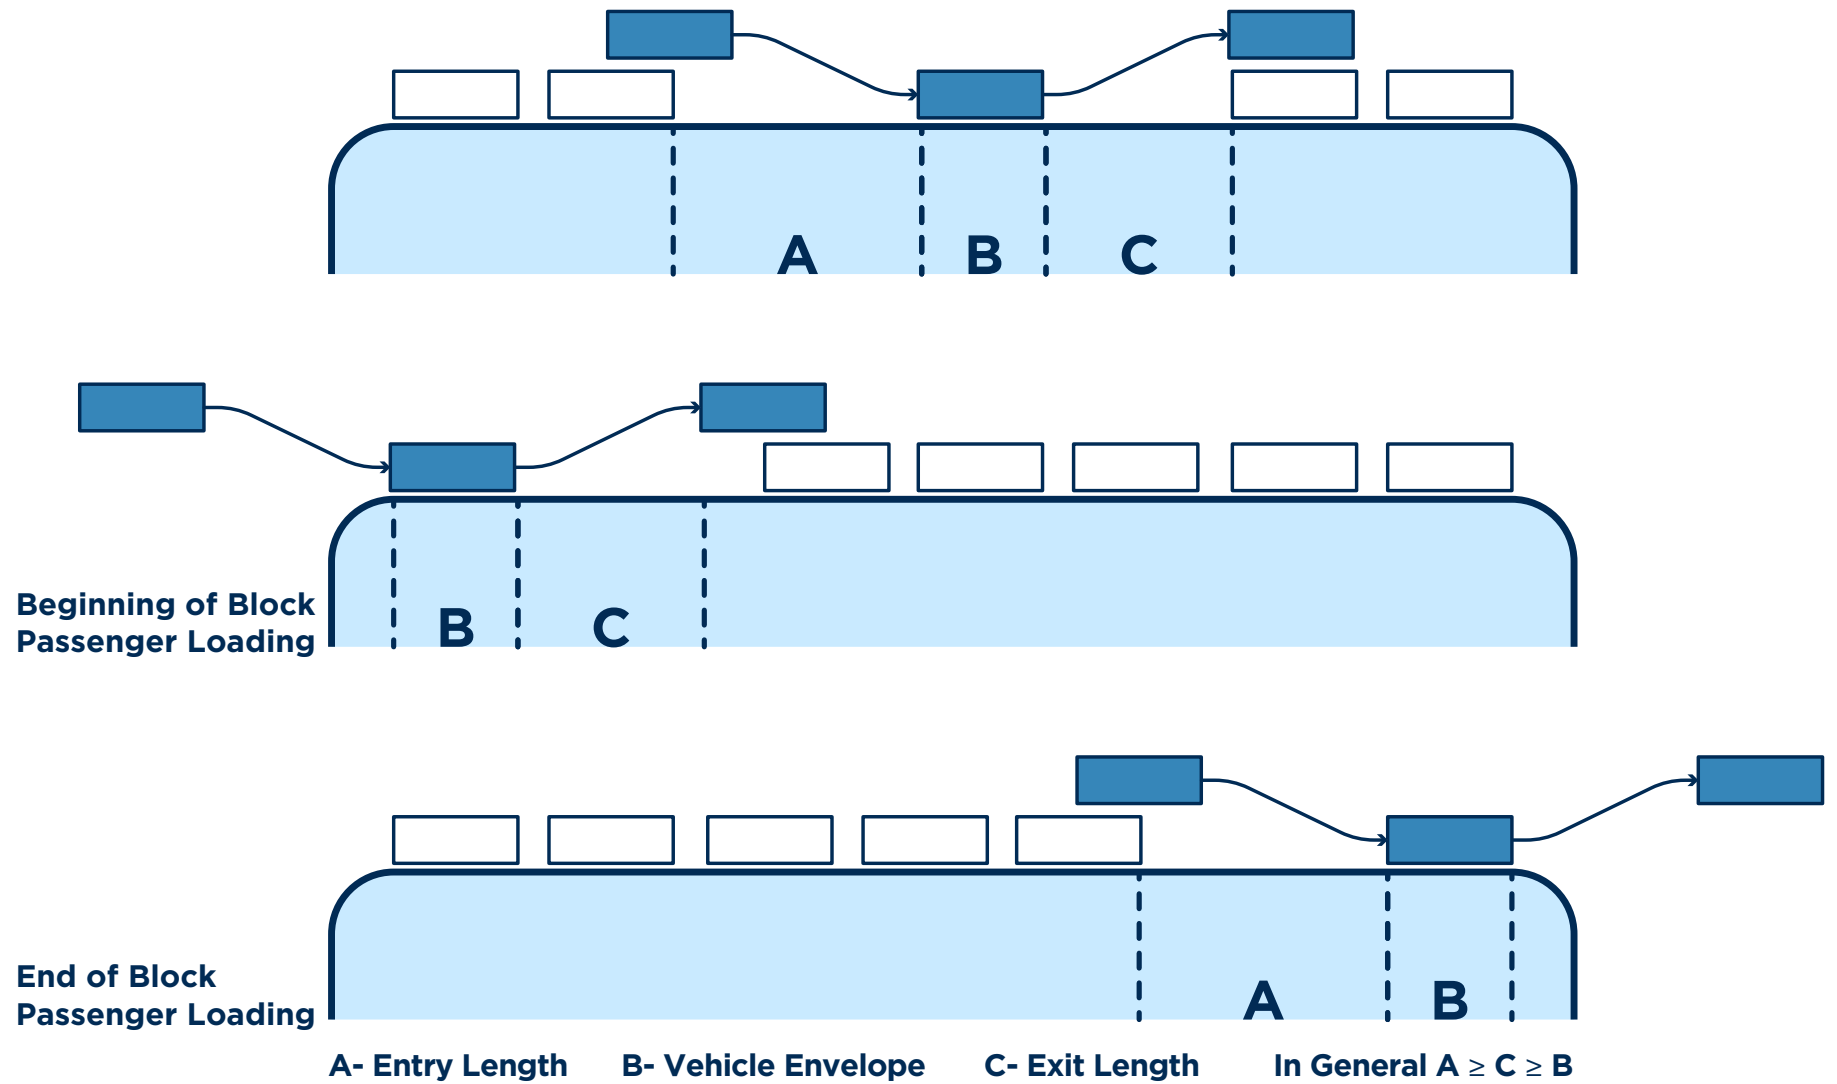 A B C
Beginning of Block
Passenger Loading
B C
End of Block
Passenger Loading
A B
A- Entry Length B- Vehicle Envelope C- Exit Length In General A ≥ C ≥ B